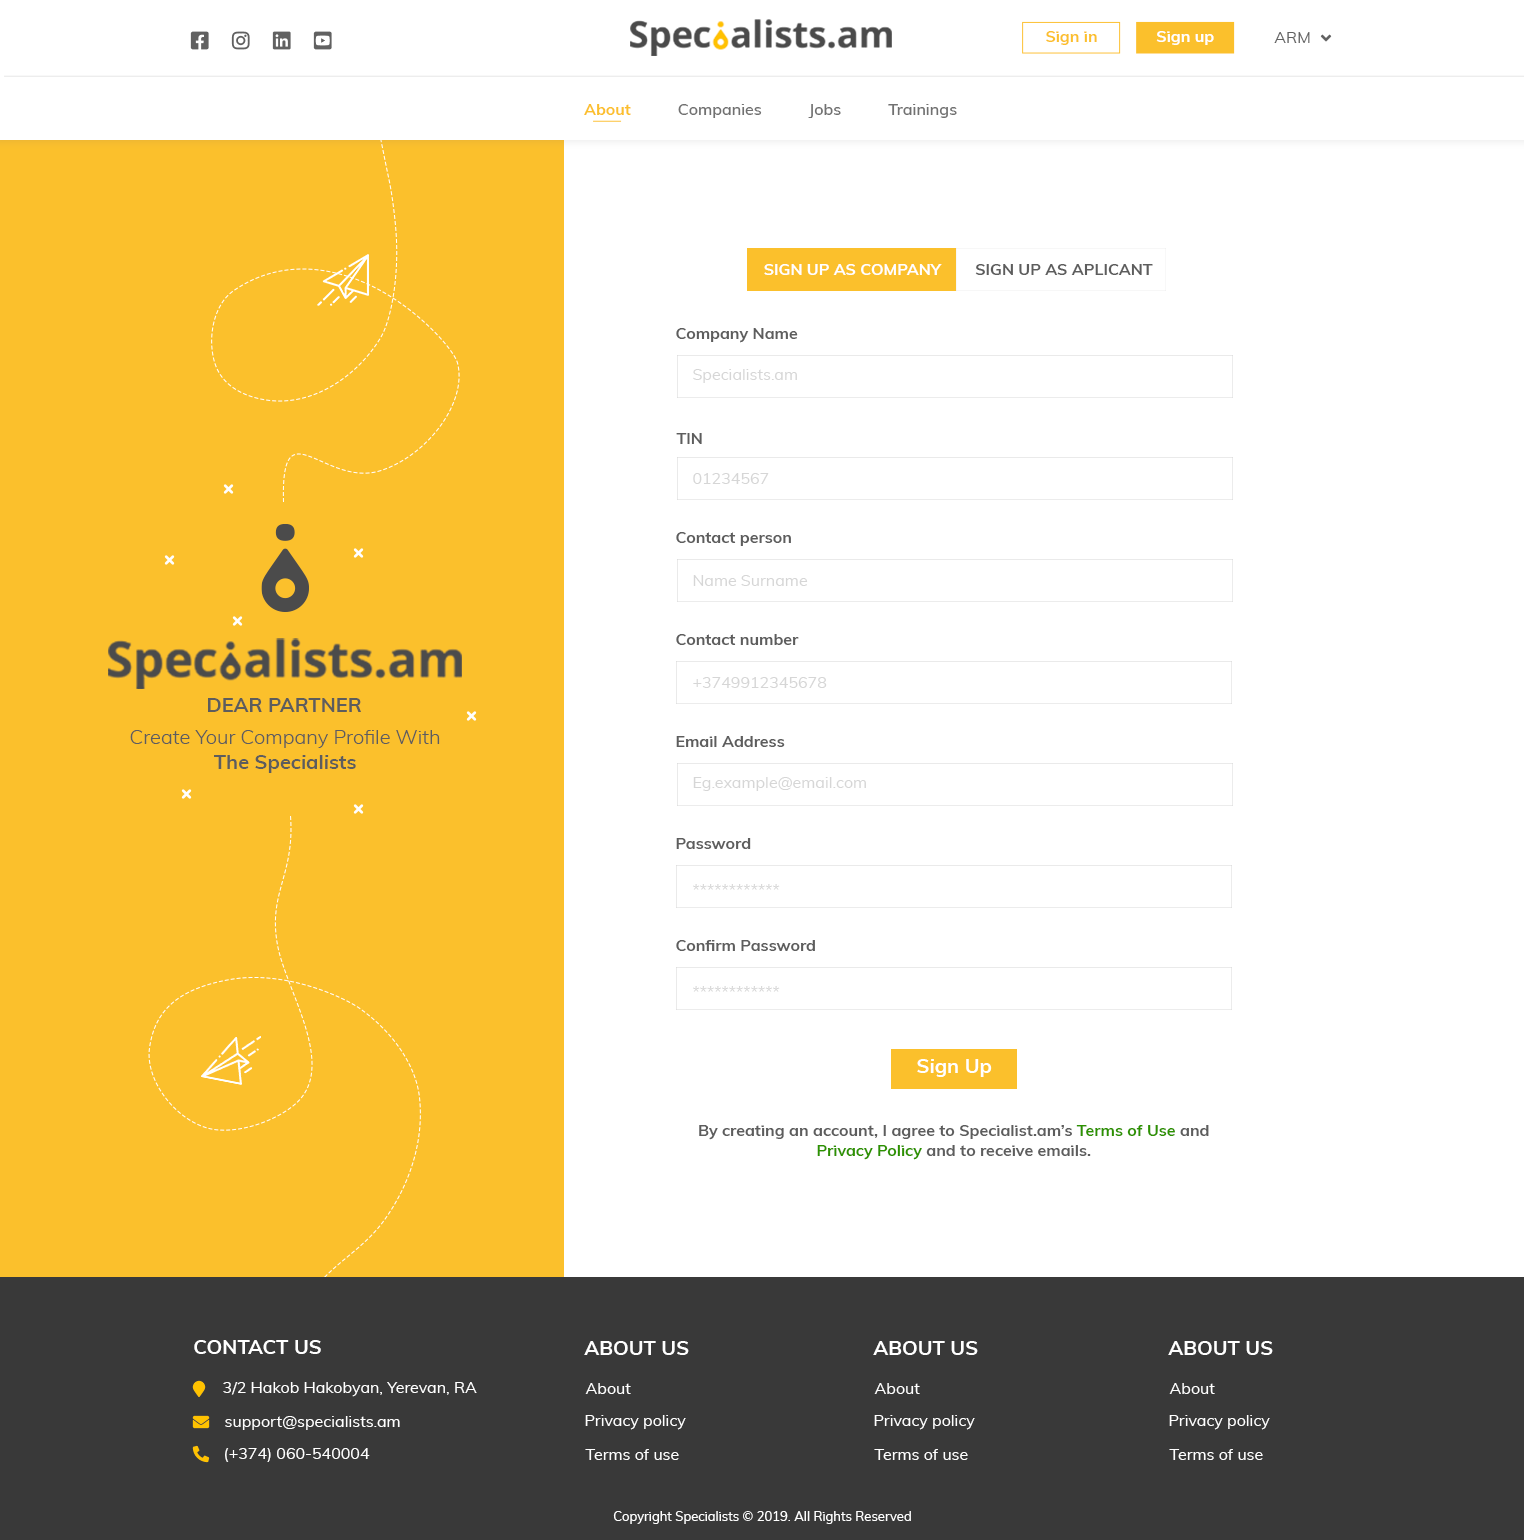 Specialists.am
Sign in
Sign up
ARM
About
Companies
Jobs
Trainings
Specialists.am
DEAR PARTNER
Create Your Company Profile With
The Specialists
SIGN UP AS COMPANY
SIGN UP AS APLICANT
Company Name
Specialists.am
TIN
01234567
Contact person
Name Surname
Contact number
+3749912345678
Email Address
Eg.example@email.com
Password
************
Confirm Password
************
Sign Up
By creating an account, I agree to Specialist.am’s Terms of Use and
Privacy Policy and to receive emails.
CONTACT US
3/2 Hakob Hakobyan, Yerevan, RA
support@specialists.am
(+374) 060-540004
ABOUT US
About
Privacy policy
Terms of use
ABOUT US
About
Privacy policy
Terms of use
ABOUT US
About
Privacy policy
Terms of use
Copyright Specialists © 2019. All Rights Reserved